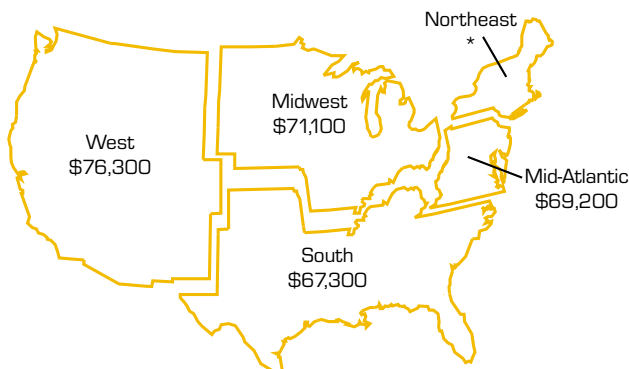 Northeast
*
Midwest
$71,100
West
$76,300
Mid-Atlantic
$69,200
South
$67,300